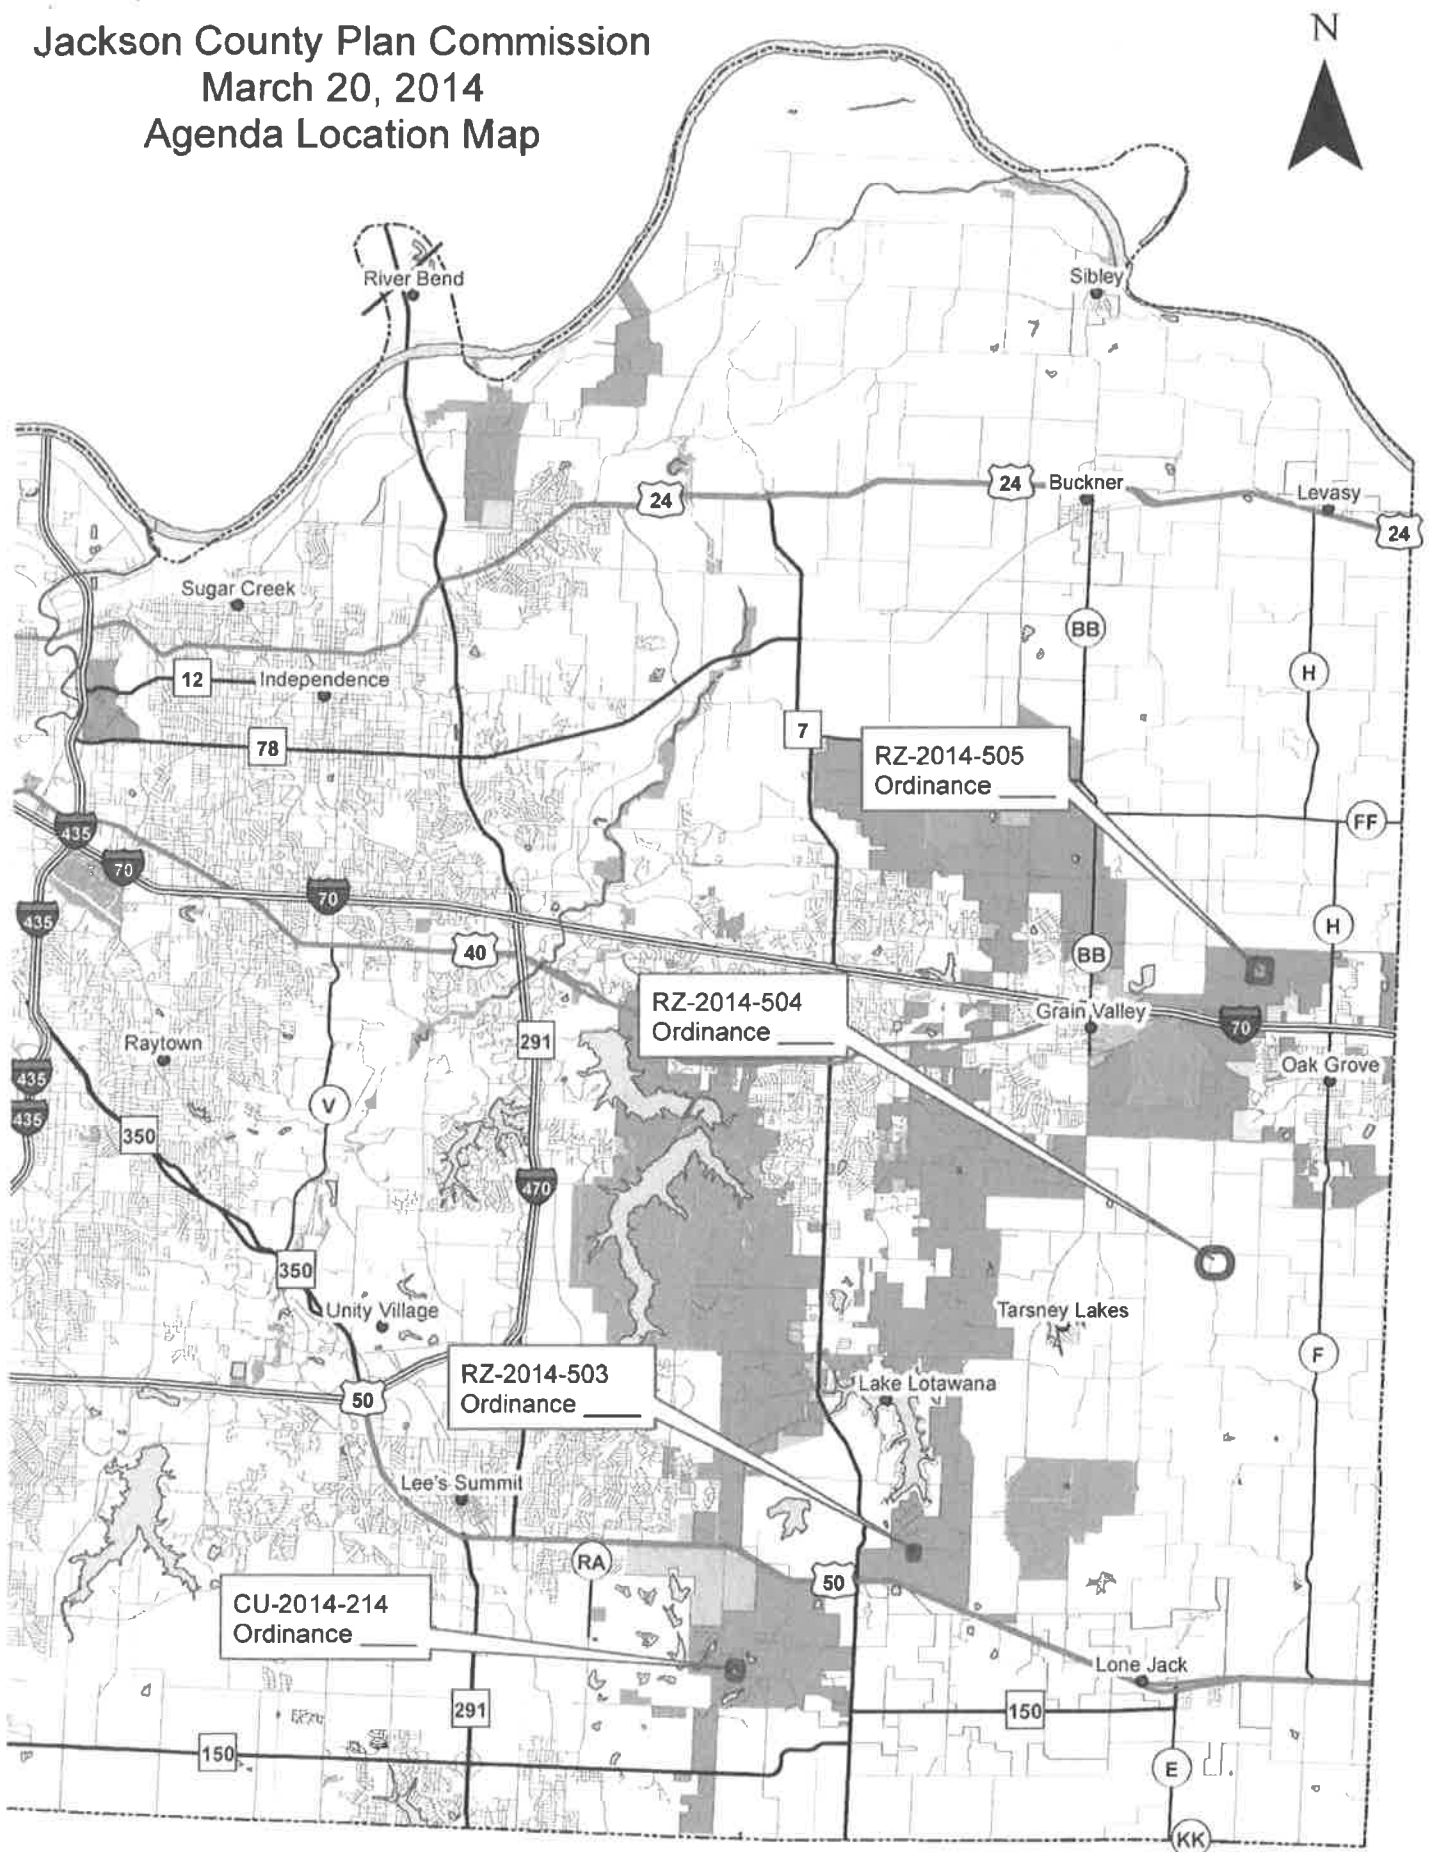 Jackson County Plan Commission
March 20, 2014
Agenda Location Map
N
River Bend
Sibley
24
24
Buckner
Levasy
24
Sugar Creek
BB
12
Independence
H
78
7
RZ-2014-505
Ordinance ____
435
FF
70
70
435
H
40
BB
RZ-2014-504
Ordinance ____
Grain Valley
70
291
Raytown
Oak Grove
435
V
435
350
470
350
Unity Village
Tarsney Lakes
F
RZ-2014-503
Ordinance ____
50
Lake Lotawana
Lee's Summit
RA
50
CU-2014-214
Ordinance ____
Lone Jack
291
150
150
E
KK